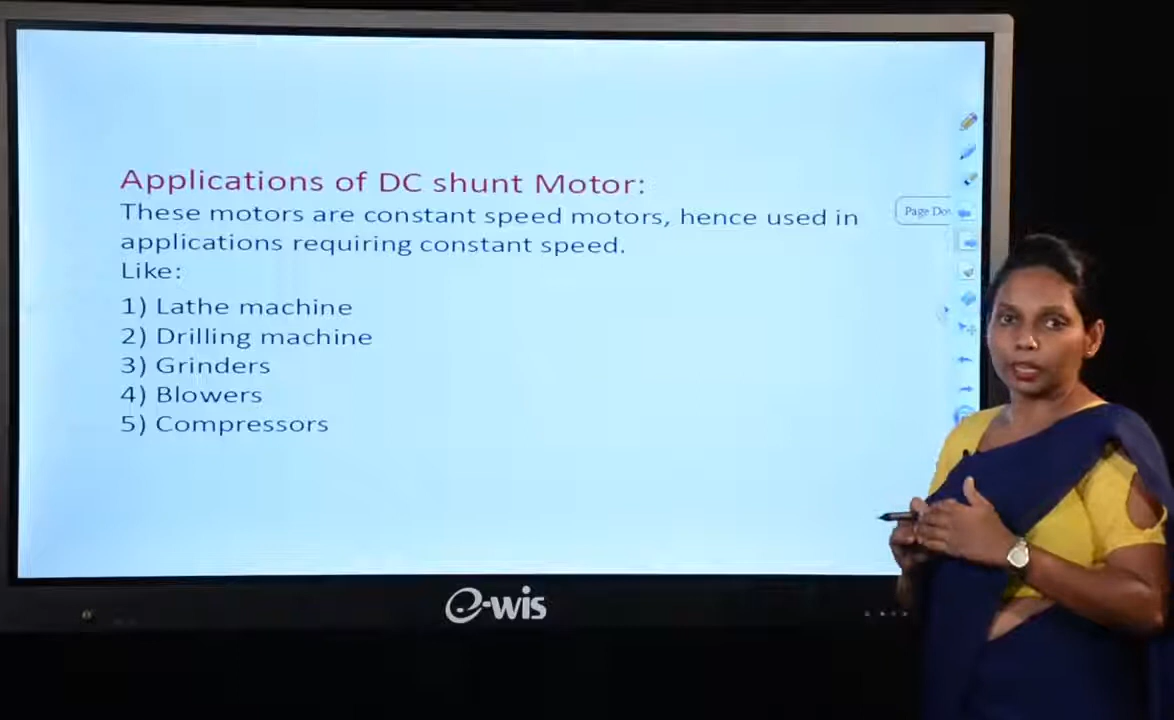 Applications of DC shunt Motor:
These motors are constant speed motors, hence used in
applications requiring constant speed.
Like:
1) Lathe machine
2) Drilling machine
3) Grinders
4) Blowers
5) Compressors
Page
e-wis